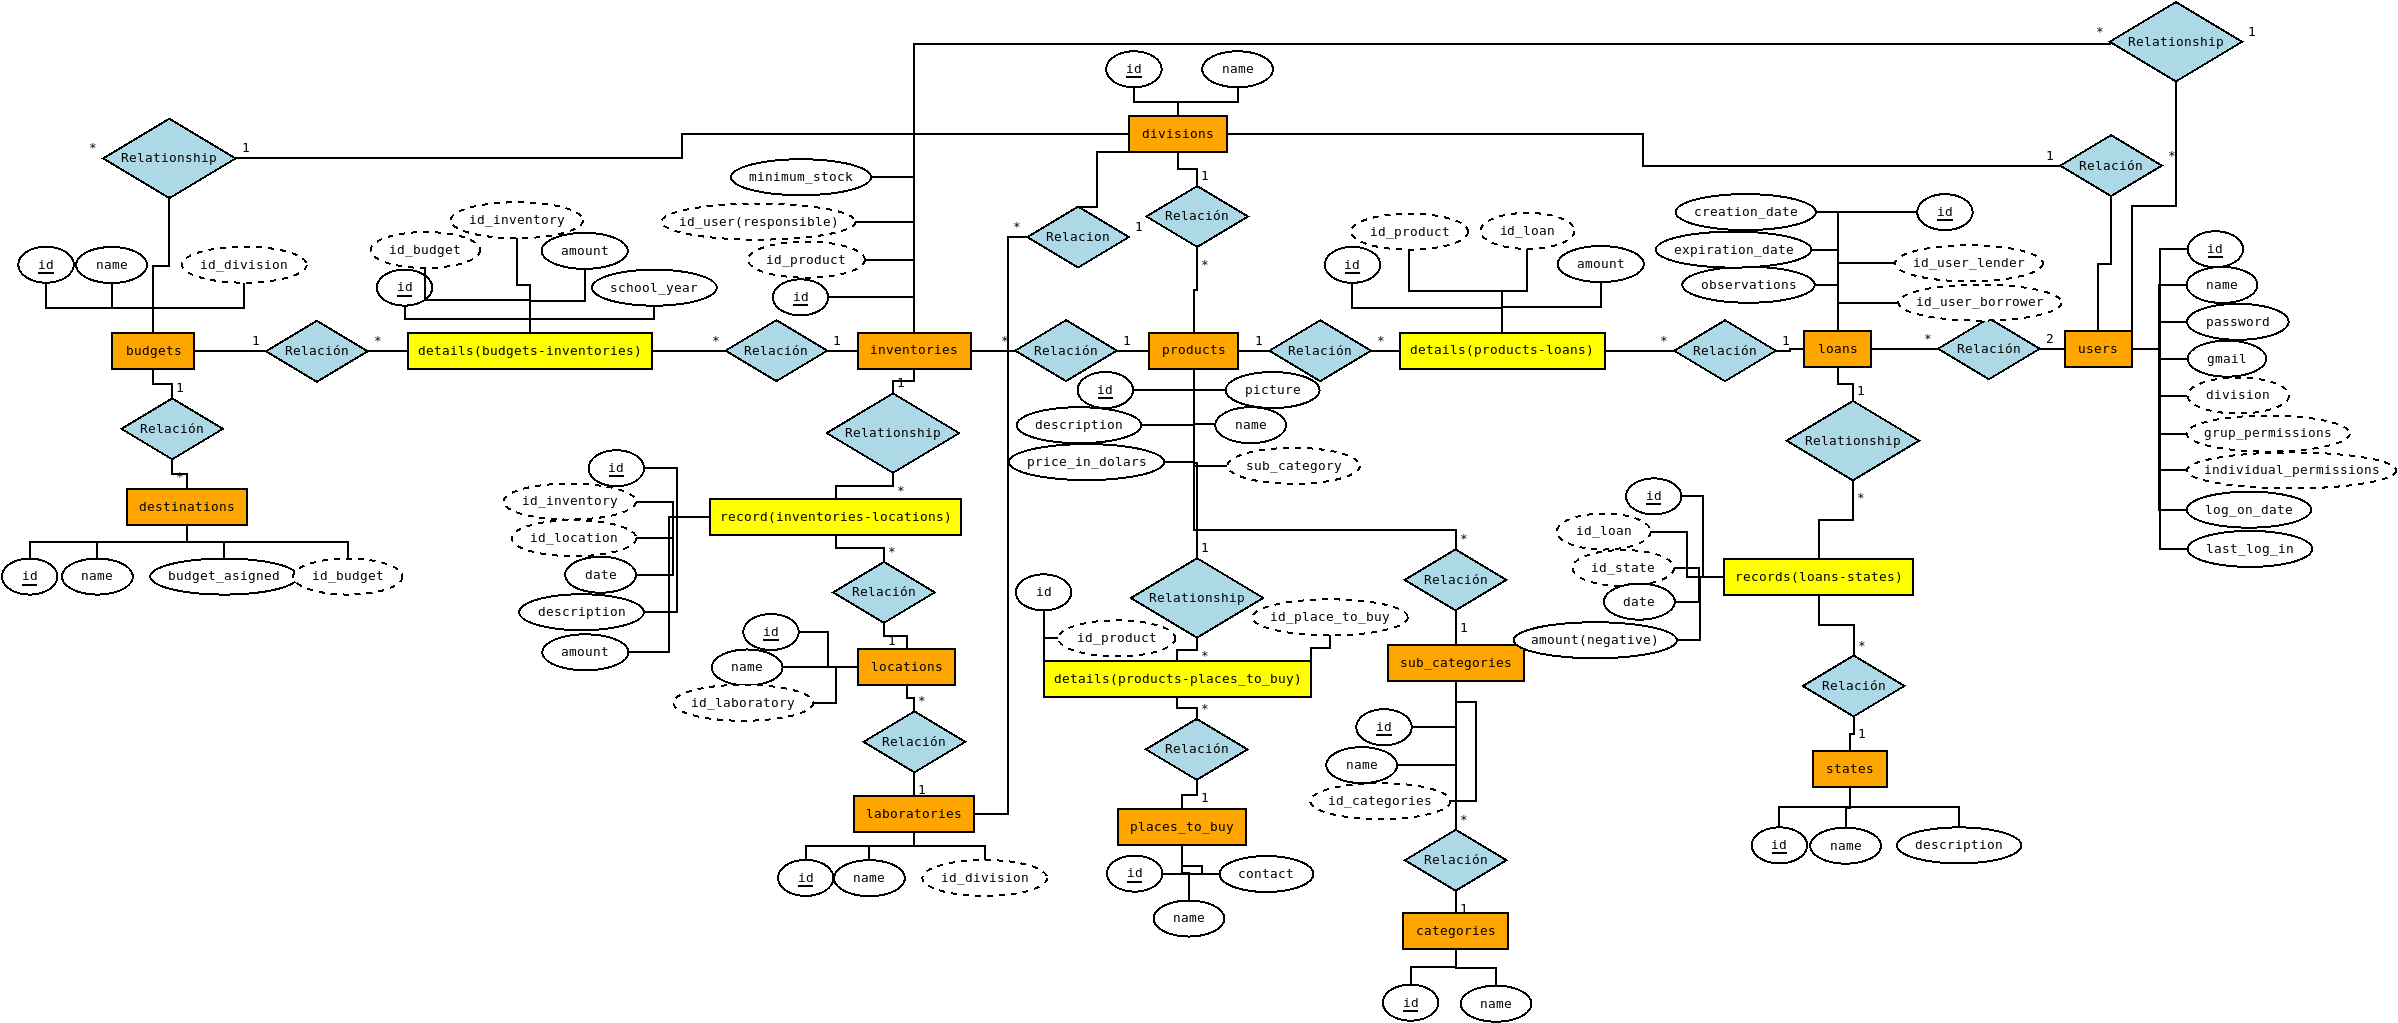 * Relationship 1
id name
divisions
* Relationship 1
1 Relación *
minimum_stock
1
Relación
*
* Relacion 1
creation_date id
id_inventory
id_user(responsible)
id_product id_loan
id_budget amount
expiration_date id_user_lender
id name id_division
id_product
id amount
id
id school_year
observations id_user_borrower
name
id
password
budgets 1 Relación * details(budgets-inventories) * Relación 1 inventories * Relación 1 products 1 Relación * details(products-loans) * Relación 1 loans * Relación 2 users
gmail
1
1
1
id picture
division
Relación
Relationship
description name
Relationship
grup_permissions
*
price_in_dolars sub_category
individual_permissions
id
*
id
*
log_on_date
destinations
id_inventory
record(inventories-locations)
id_loan
id_location
*
1
*
last_log_in
id_state
id name budget_asigned id_budget
date
Relación
Relationship
Relación
records(loans-states)
id
date
description
id_product id_place_to_buy
1
amount(negative)
id
1
amount
*
*
name
locations
details(products-places_to_buy)
sub_categories
Relación
id_laboratory
*
*
id
1
Relación
Relación
name
states
1
1
id_categories
*
laboratories
places_to_buy
id name description
id name id_division
id contact
Relación
name
1
categories
id name